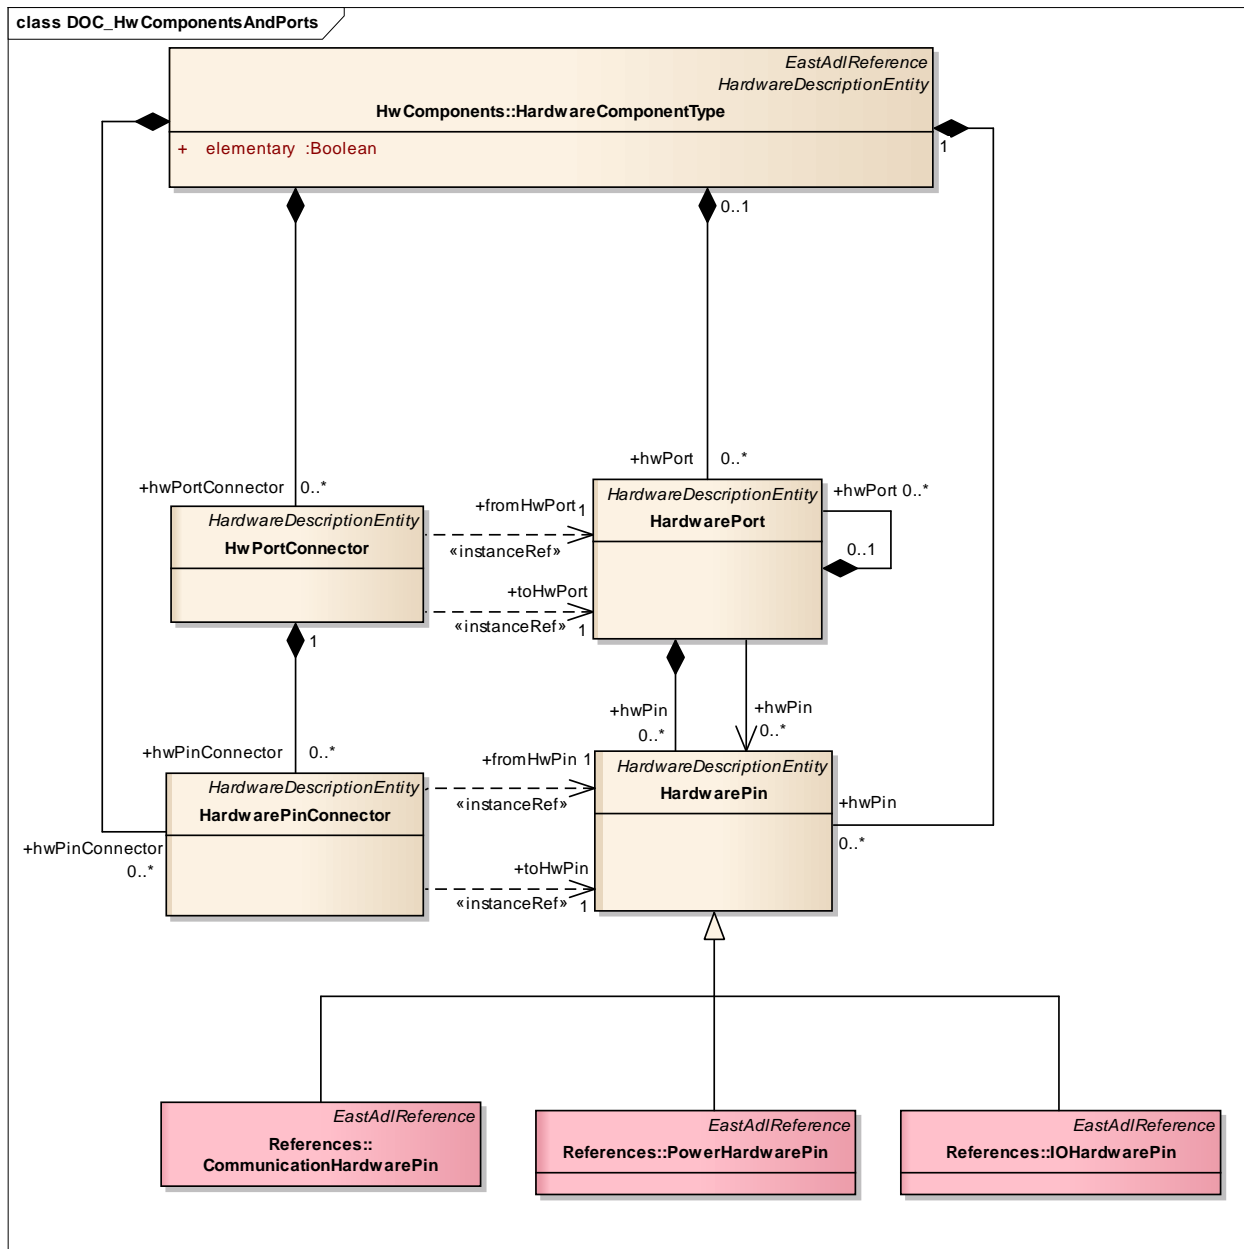 class DOC_HwComponentsAndPorts
EastAdlReference
HardwareDescriptionEntity
HwComponents::HardwareComponentType
+ elementary :Boolean
1
0..1
+hwPort 0..*
+hwPortConnector 0..*
HardwareDescriptionEntity
HwPortConnector
+fromHwPort 1
«instanceRef»
+toHwPort
«instanceRef» 1
HardwareDescriptionEntity
HardwarePort
+hwPort 0..*
0..1
1
+hwPin
0..*
+hwPin
0..*
+hwPinConnector 0..*
HardwareDescriptionEntity
HardwarePinConnector
+hwPinConnector
0..*
+fromHwPin 1
«instanceRef»
+toHwPin
«instanceRef» 1
HardwareDescriptionEntity
HardwarePin
+hwPin
0..*
EastAdlReference
References::
CommunicationHardwarePin
EastAdlReference
References::PowerHardwarePin
EastAdlReference
References::IOHardwarePin